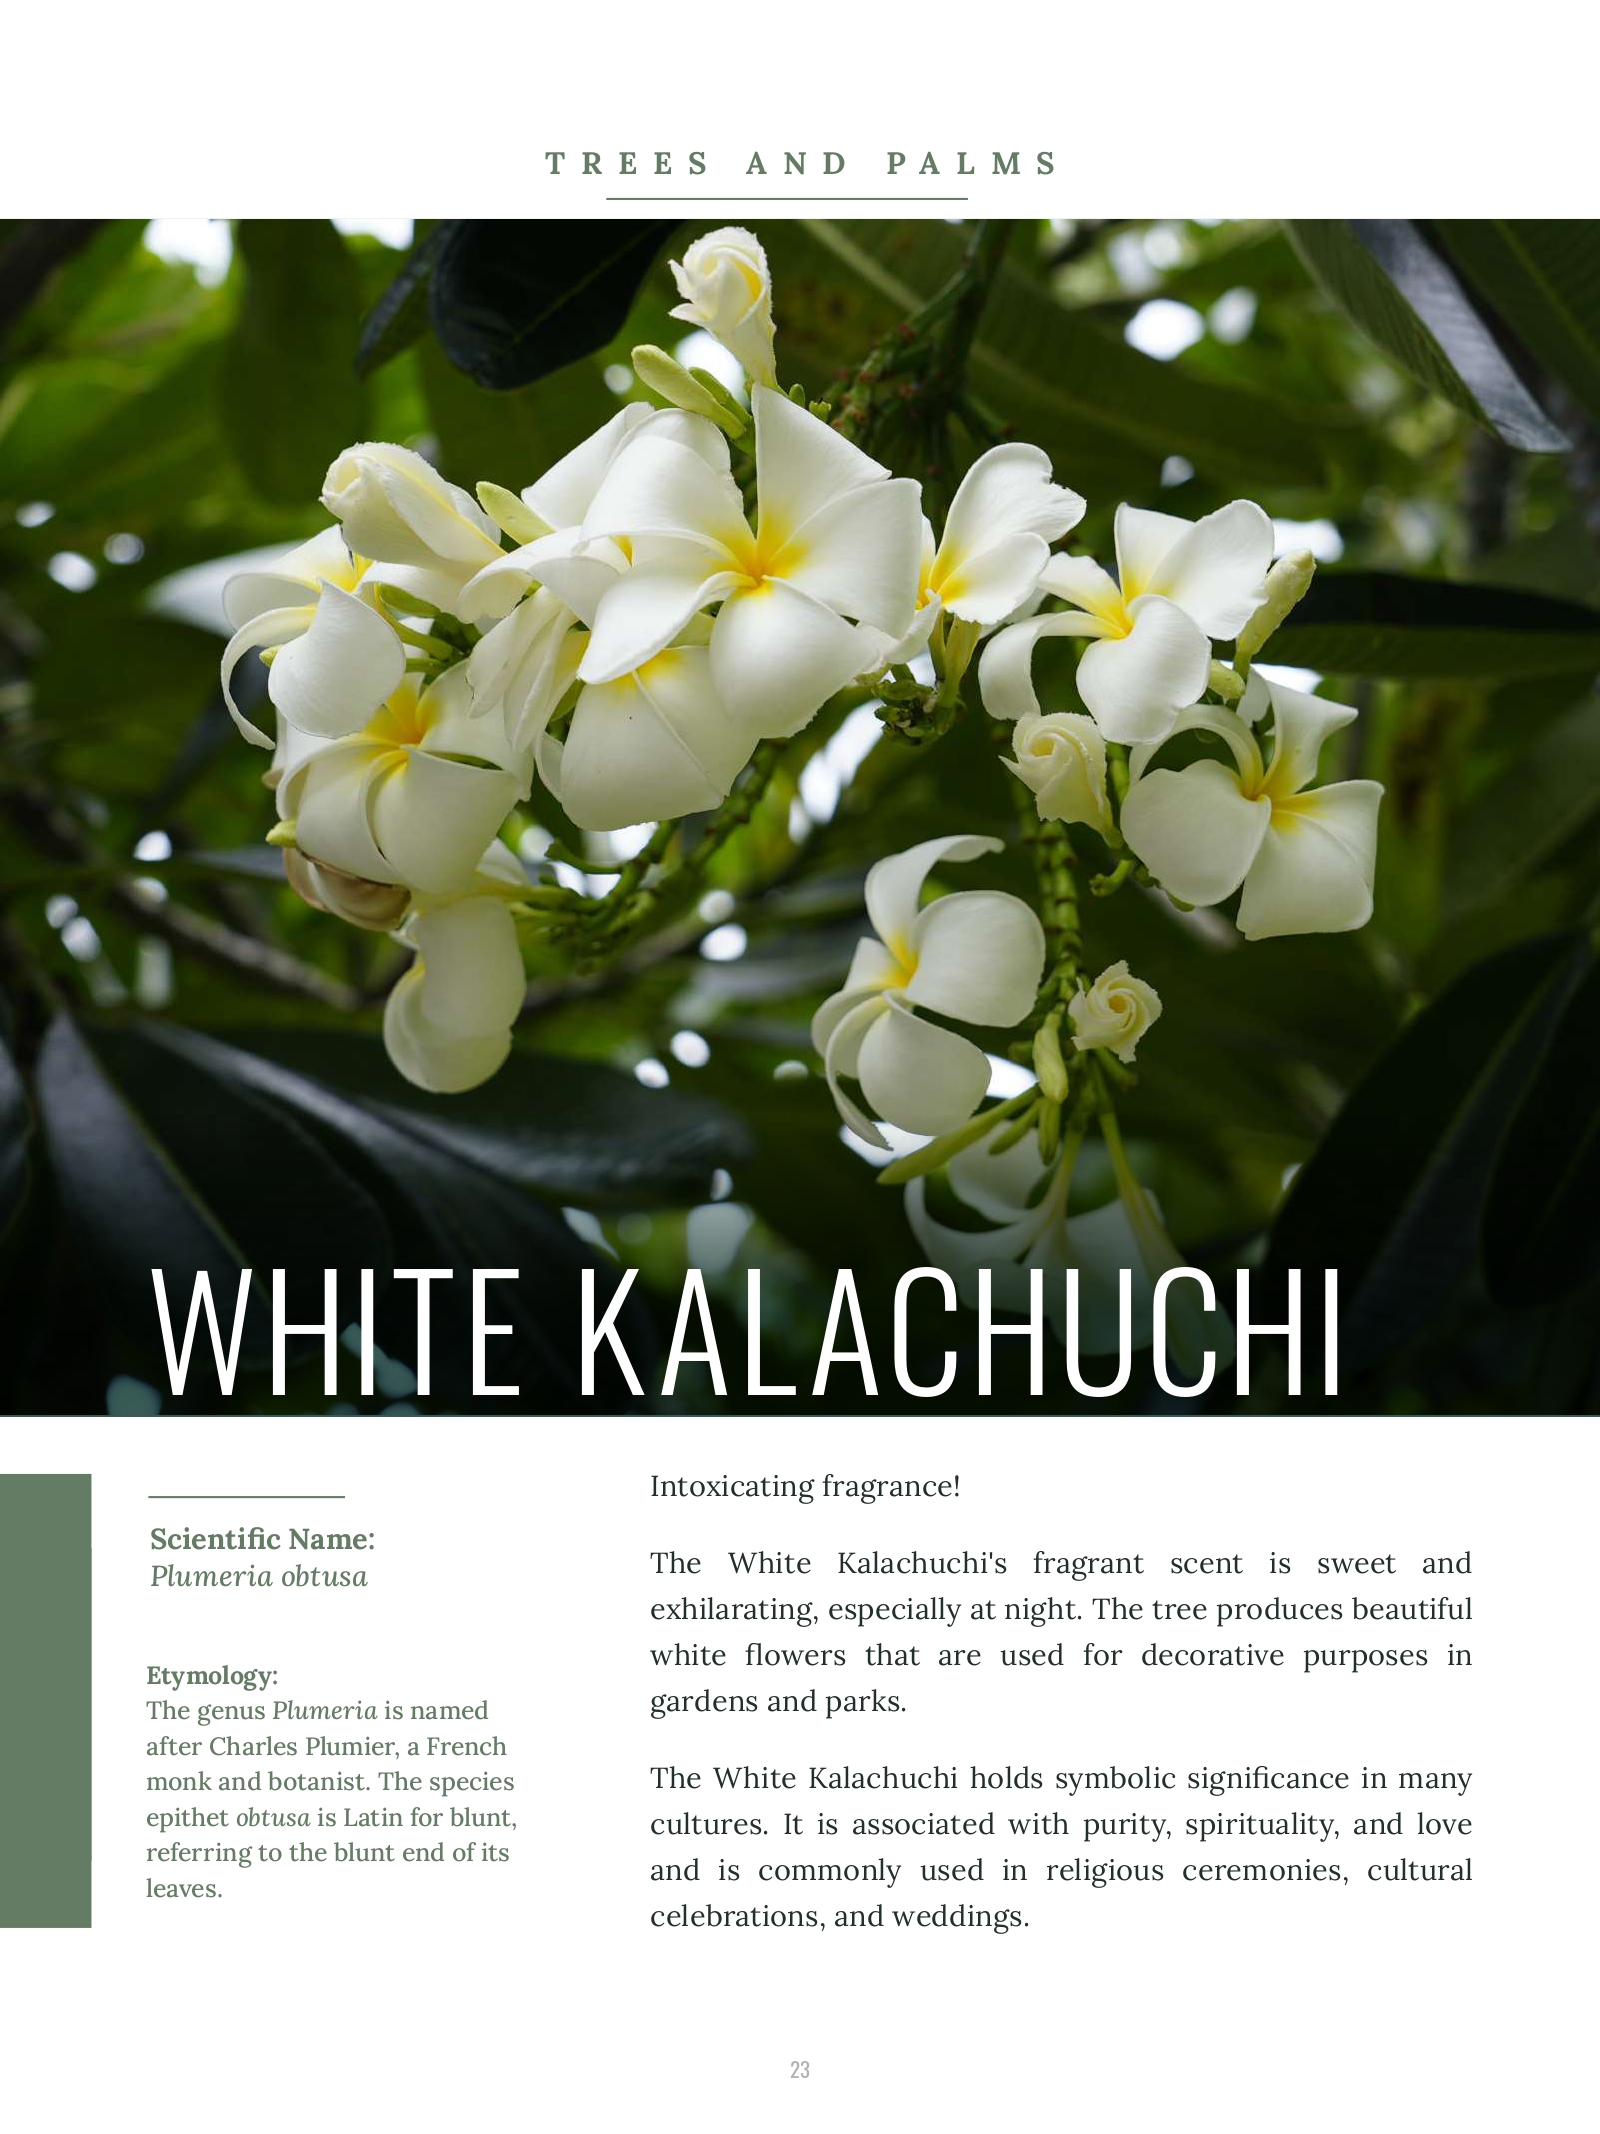 TREES AND PALMS
WHITE KALACHUCHI
Scientific Name:
Plumeria obtusa
Etymology:
The genus Plumeria is named
after Charles Plumier, a French
monk and botanist. The species
epithet obtusa is Latin for blunt,
referring to the blunt end of its
leaves.
Intoxicating fragrance!
The White Kalachuchi's fragrant scent is sweet and
exhilarating, especially at night. The tree produces beautiful
white flowers that are used for decorative purposes in
gardens and parks.
The White Kalachuchi holds symbolic significance in many
cultures. It is associated with purity, spirituality, and love
and is commonly used in religious ceremonies, cultural
celebrations, and weddings.
23